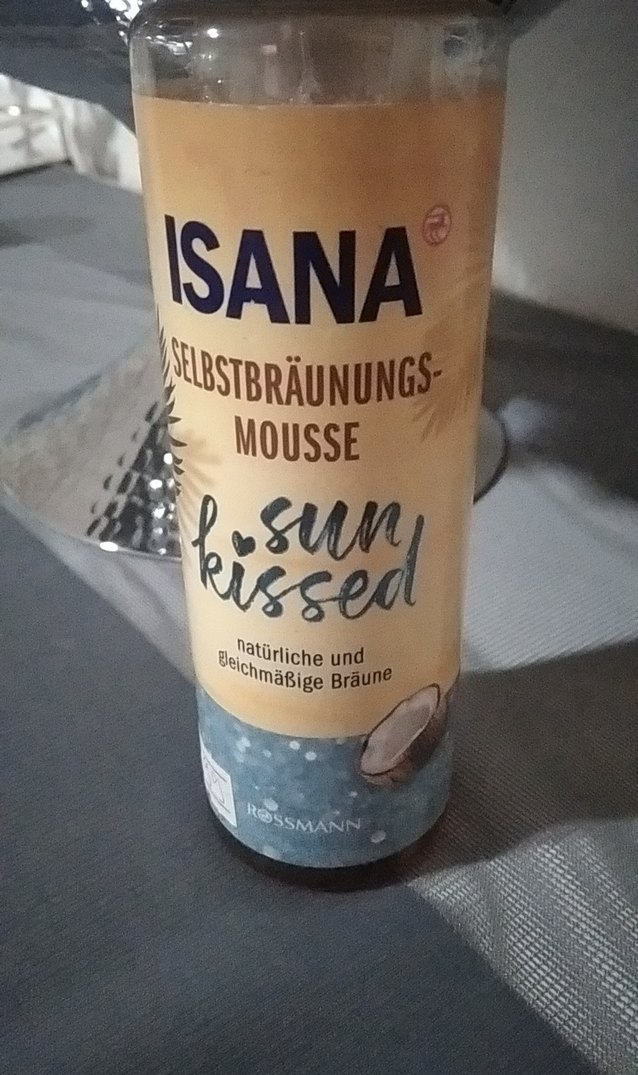 ISANA
SELBSTBRÄUNUNGS-
MOUSSE
sun
kissed
natürliche und
gleichmäßige Bräune
ROSSMANN